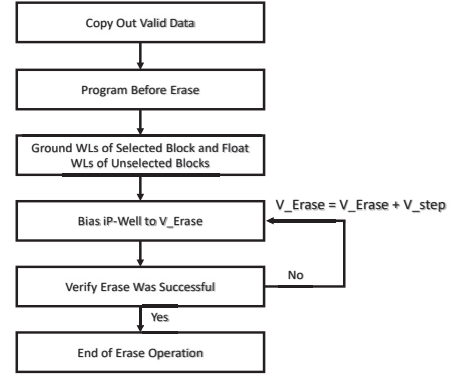 Copy Out Valid Data
Program Before Erase
Ground WLs of Selected Block and Float
WLs of Unselected Blocks
V_Erase = V_Erase + V_step
Bias iP-Well to V_Erase
Verify Erase Was Successful
No
Yes
End of Erase Operation